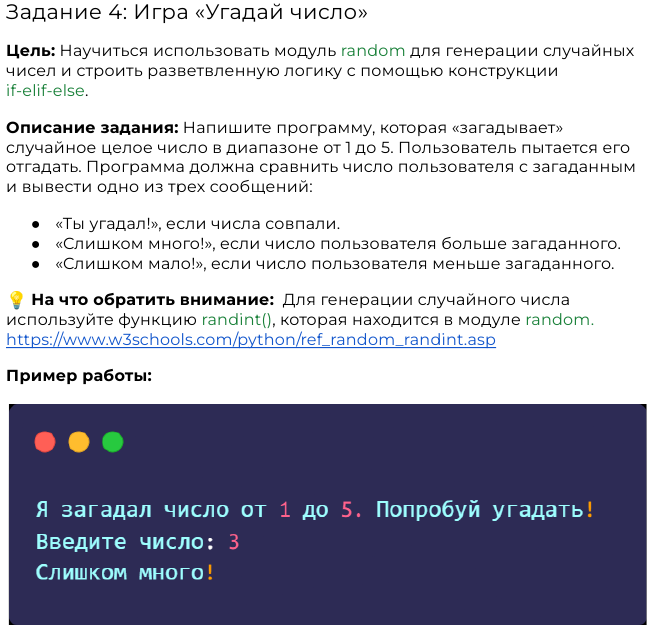 Задание 4: Игра «Угадай число»
Цель: Научиться использовать модуль random для генерации случайных
чисел и строить разветвленную логику с помощью конструкции
if-elif-else.
Описание задания: Напишите программу, которая «загадывает»
случайное целое число в диапазоне от 1 до 5. Пользователь пытается его
отгадать. Программа должна сравнить число пользователя с загаданным
и вывести одно из трех сообщений:
● «Ты угадал!», если числа совпали.
● «Слишком много!», если число пользователя больше загаданного.
● «Слишком мало!», если число пользователя меньше загаданного.
💡 На что обратить внимание: Для генерации случайного числа
используйте функцию randint(), которая находится в модуле random.
https://www.w3schools.com/python/ref_random_randint.asp
Пример работы:
Я загадал число от 1 до 5. Попробуй угадать!
Введите число: 3
Слишком много!